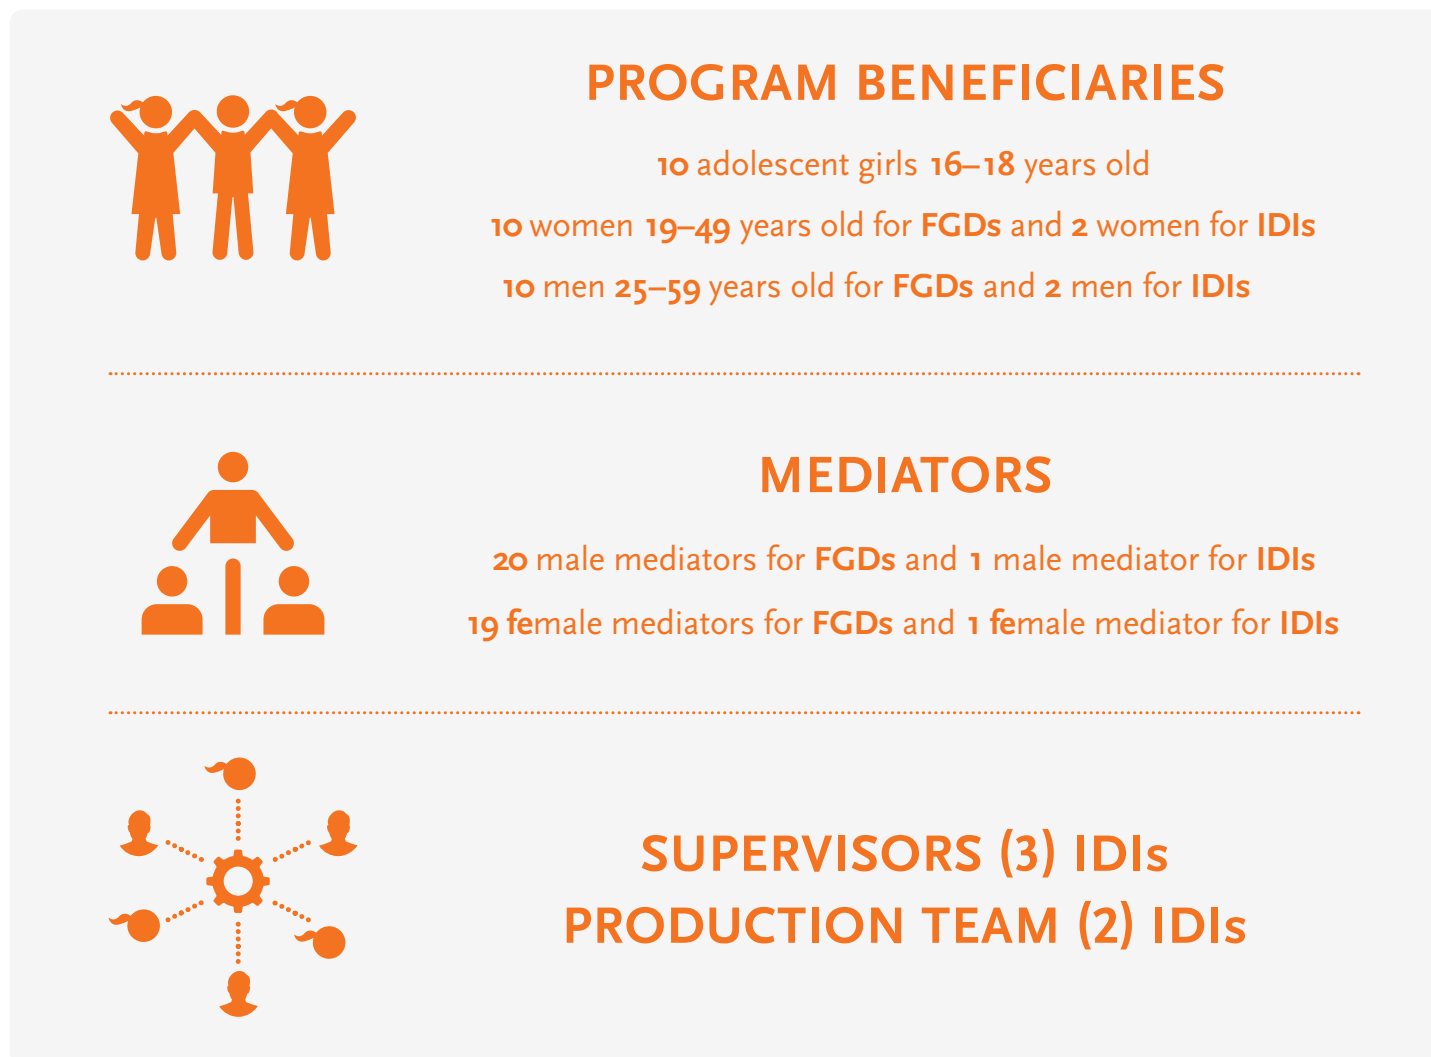 PROGRAM BENEFICIARIES
10 adolescent girls 16–18 years old
10 women 19–49 years old for FGDs and 2 women for IDIs
10 men 25–59 years old for FGDs and 2 men for IDIs
MEDIATORS
20 male mediators for FGDs and 1 male mediator for IDIs
19 female mediators for FGDs and 1 female mediator for IDIs
SUPERVISORS (3) IDIs
PRODUCTION TEAM (2) IDIs